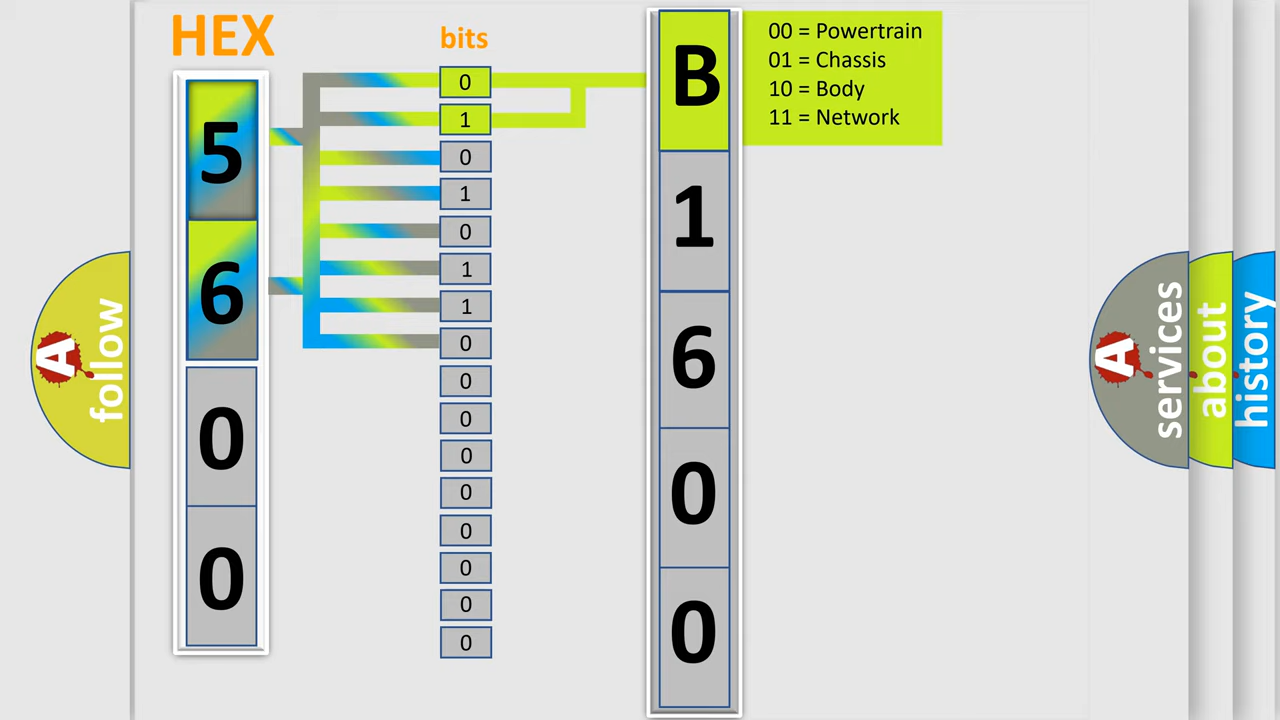 HEX
bits
5
6
0
0
0
1
0
1
0
1
1
0
0
0
0
0
0
0
0
0
B
1
6
0
0
00 = Powertrain
01 = Chassis
10 = Body
11 = Network
A
follow
A
services
about
history